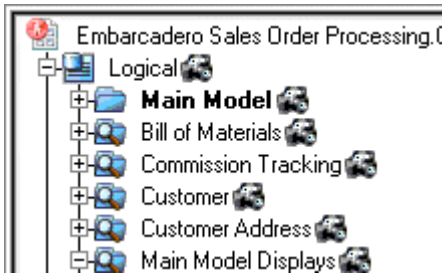 Embarcadero Sales Order Processing.
Logical
Main Model
Bill of Materials
Commission Tracking
Customer
Customer Address
Main Model Displays